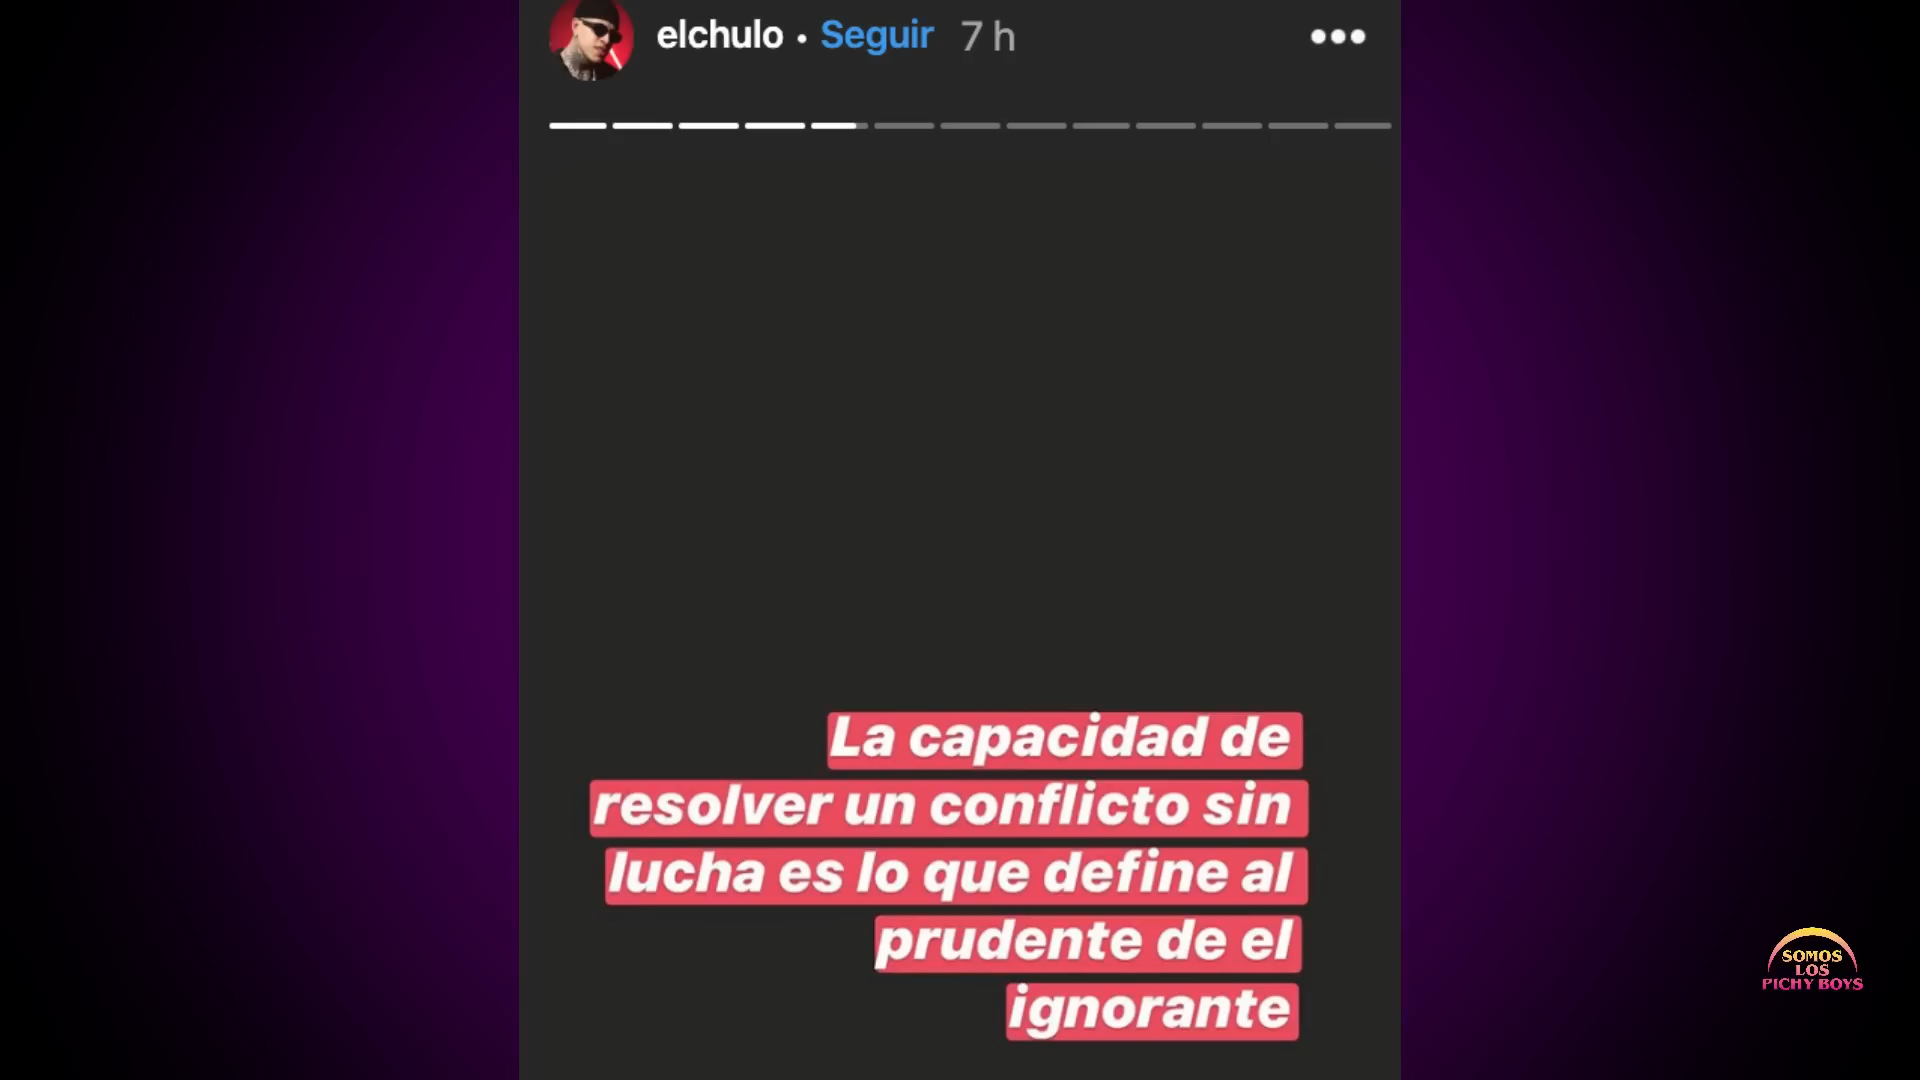 elchulo • Seguir 7 h
La capacidad de
resolver un conflicto sin
lucha es lo que define al
prudente de el
ignorante
SOMOS
LOS
PICHY BOYS